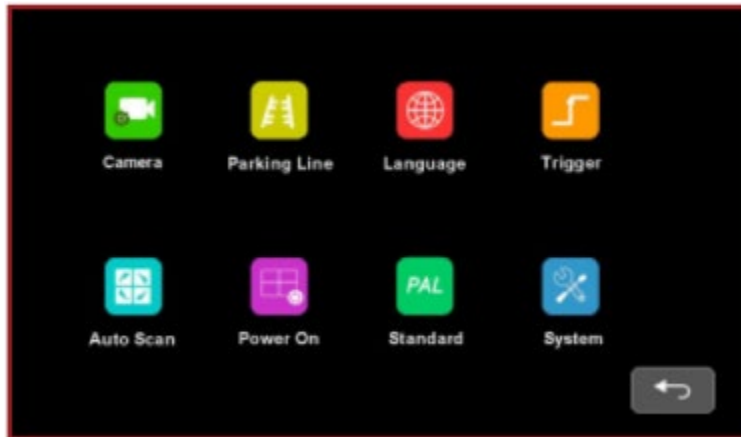 Camera Parking Line Language Trigger
PAL
Auto Scan Power On Standard System